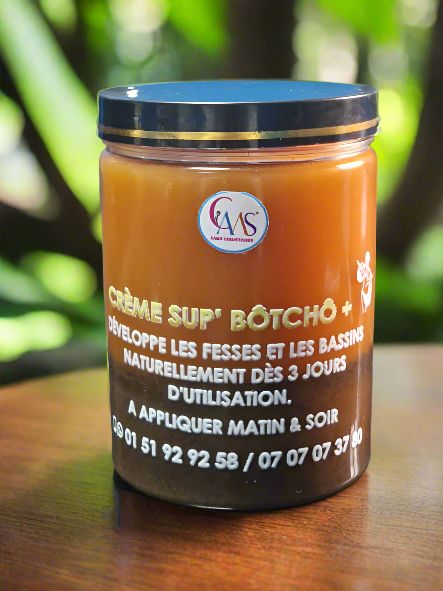 CAAS
CRÈME SUP' BÔTCHÔ +
DÉVELOPPE LES FESSES ET LES BASSINS
NATURELLEMENT DÈS 3 JOURS
D'UTILISATION.
A APPLIQUER MATIN & SOIR
01 51 92 92 58 / 07 07 07 37 80